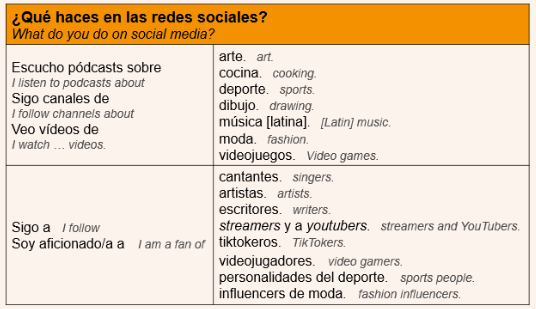 ¿Qué haces en las redes sociales?
What do you do on social media?
Escucho pódcasts sobre
I listen to podcasts about
Sigo canales de
I follow channels about
Veo vídeos de
I watch … videos.
arte. art.
cocina. cooking.
deporte. sports.
dibujo. drawing.
música [latina]. [Latin] music.
moda. fashion.
videojuegos. Video games.
Sigo a I follow
Soy aficionado/a a I am a fan of
cantantes. singers.
artistas. artists.
escritores. writers.
streamers y a youtubers. streamers and YouTubers.
tiktokeros. TikTokers.
videojugadores. video gamers.
personalidades del deporte. sports people.
influencers de moda. fashion influencers.